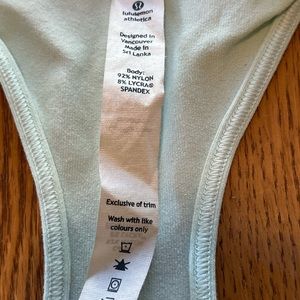 lululemon
athletica
Designed in
Vancouver
Made in
Sri Lanka
Body:
92% NYLON
8% LYCRA®
SPANDEX
Exclusive of trim
Wash with like
colours only